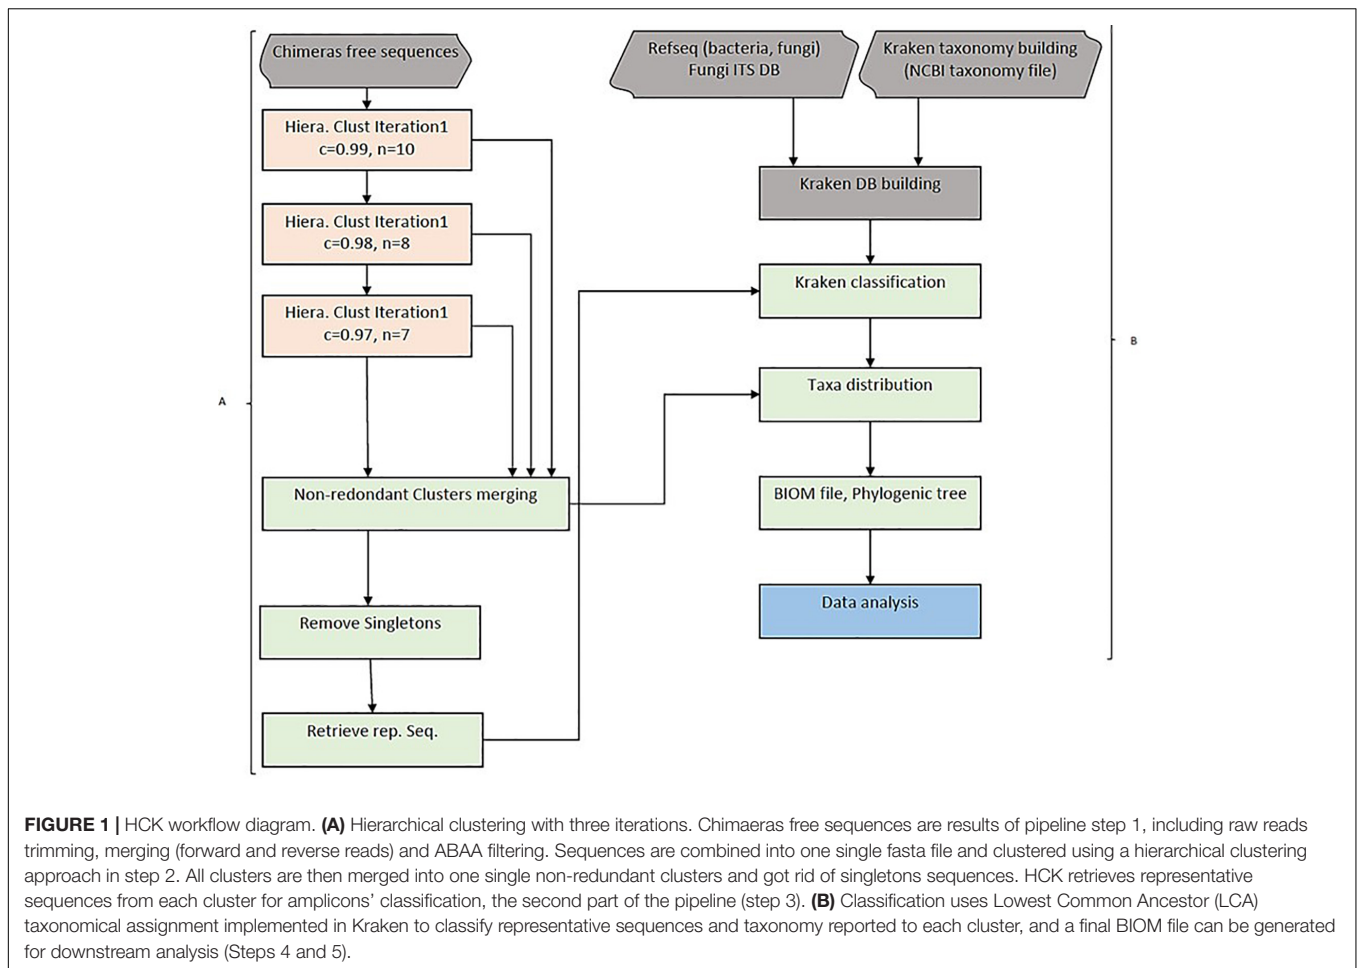 Chimeras free sequences
Hiera. Clust Iteration1
c=0.99, n=10
Hiera. Clust Iteration1
c=0.98, n=8
Hiera. Clust Iteration1
c=0.97, n=7
A
Non-redondant Clusters merging
Remove Singletons
Retrieve rep. Seq.
Refseq (bacteria, fungi)
Fungi ITS DB
Kraken taxonomy building
(NCBI taxonomy file)
Kraken DB building
Kraken classification
Taxa distribution
BIOM file, Phylogenic tree
Data analysis
B
FIGURE 1 | HCK workflow diagram. (A) Hierarchical clustering with three iterations. Chimaeras free sequences are results of pipeline step 1, including raw reads
trimming, merging (forward and reverse reads) and ABAA filtering. Sequences are combined into one single fasta file and clustered using a hierarchical clustering
approach in step 2. All clusters are then merged into one single non-redundant clusters and got rid of singletons sequences. HCK retrieves representative
sequences from each cluster for amplicons' classification, the second part of the pipeline (step 3). (B) Classification uses Lowest Common Ancestor (LCA)
taxonomical assignment implemented in Kraken to classify representative sequences and taxonomy reported to each cluster, and a final BIOM file can be generated
for downstream analysis (Steps 4 and 5).